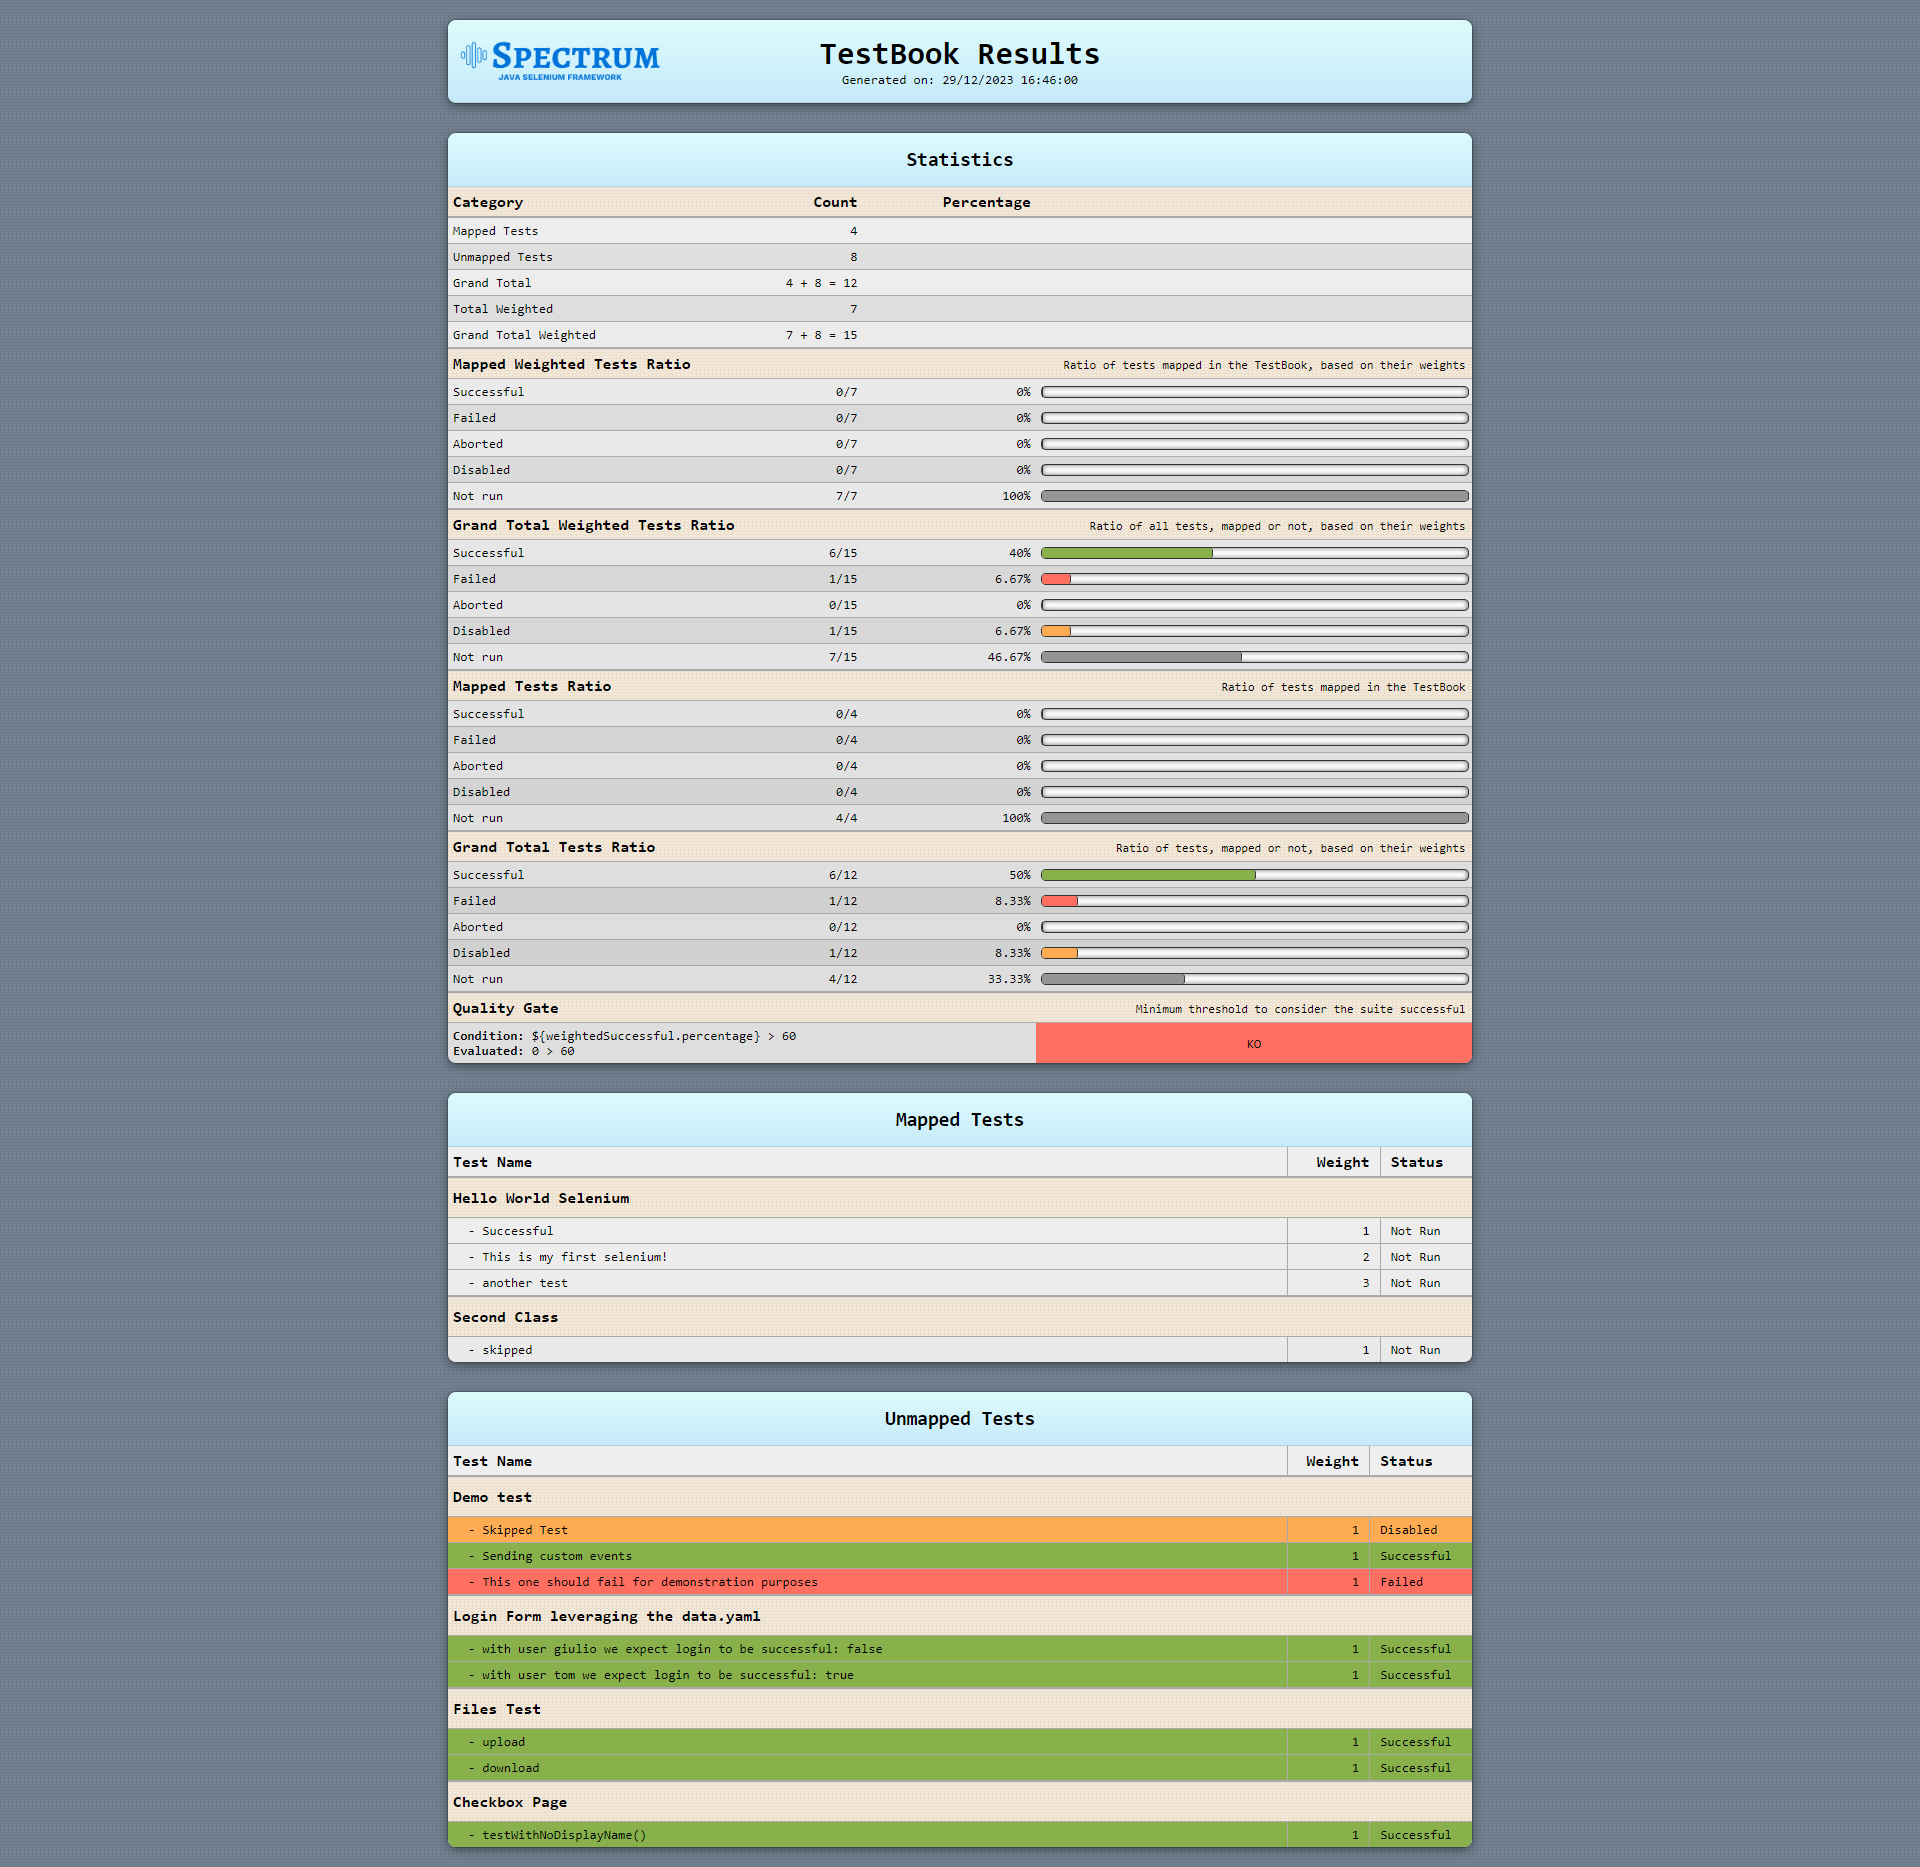 SPECTRUM
JAVA SELENIUM FRAMEWORK
TestBook Results
Generated on: 29/12/2023 16:46:00
Statistics
Category Count Percentage
Mapped Tests 4
Unmapped Tests 8
Grand Total 4 + 8 = 12
Total Weighted 7
Grand Total Weighted 7 + 8 = 15
Mapped Weighted Tests Ratio Ratio of tests mapped in the TestBook, based on their weights
Successful 0/7 0%
Failed 0/7 0%
Aborted 0/7 0%
Disabled 0/7 0%
Not run 7/7 100%
Grand Total Weighted Tests Ratio Ratio of all tests, mapped or not, based on their weights
Successful 6/15 40%
Failed 1/15 6.67%
Aborted 0/15 0%
Disabled 1/15 6.67%
Not run 7/15 46.67%
Mapped Tests Ratio Ratio of tests mapped in the TestBook
Successful 0/4 0%
Failed 0/4 0%
Aborted 0/4 0%
Disabled 0/4 0%
Not run 4/4 100%
Grand Total Tests Ratio Ratio of tests, mapped or not, based on their weights
Successful 6/12 50%
Failed 1/12 8.33%
Aborted 0/12 0%
Disabled 1/12 8.33%
Not run 4/12 33.33%
Quality Gate Minimum threshold to consider the suite successful
Condition: ${weightedSuccessful.percentage} > 60
Evaluated: 0 > 60
KO
Mapped Tests
Test Name Weight Status
Hello World Selenium
- Successful 1 Not Run
- This is my first selenium! 2 Not Run
- another test 3 Not Run
Second Class
- skipped 1 Not Run
Unmapped Tests
Test Name Weight Status
Demo test
- Skipped Test 1 Disabled
- Sending custom events 1 Successful
- This one should fail for demonstration purposes 1 Failed
Login Form leveraging the data.yaml
- with user giulio we expect login to be successful: false 1 Successful
- with user tom we expect login to be successful: true 1 Successful
Files Test
- upload 1 Successful
- download 1 Successful
Checkbox Page
- testWithNoDisplayName() 1 Successful